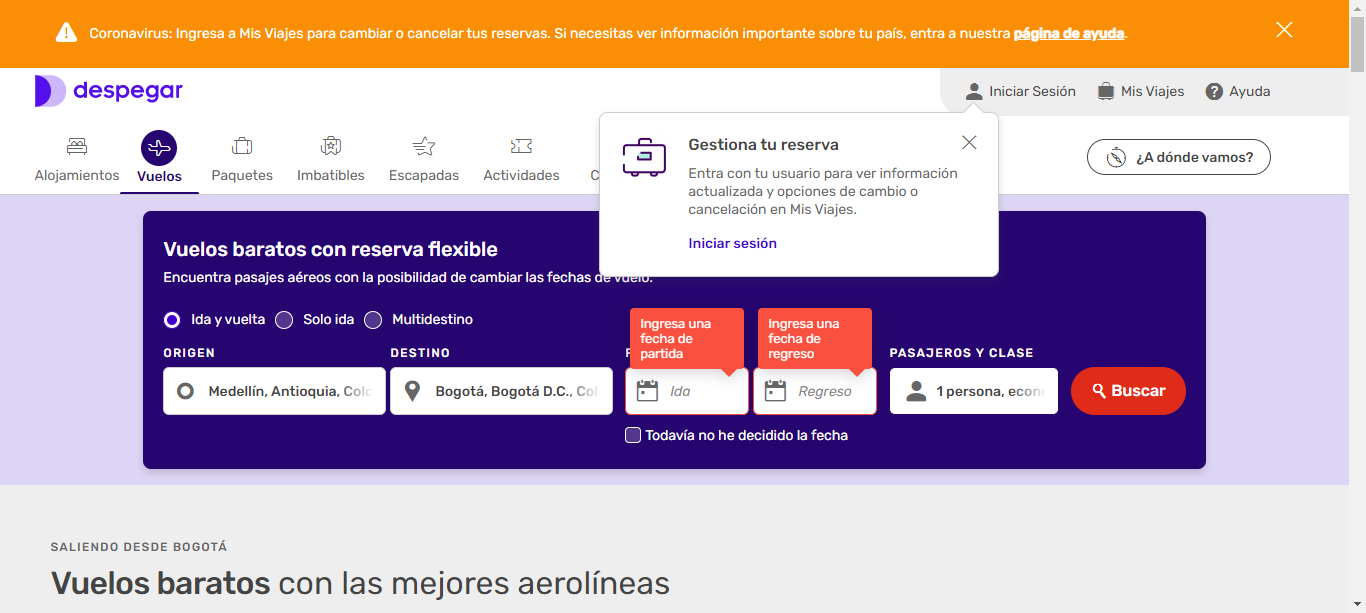 Coronavirus: Ingresa a Mis Viajes para cambiar o cancelar tus reservas. Si necesitas ver información importante sobre tu país, entra a nuestra página de ayuda.
despegar
Iniciar Sesión
Mis Viajes
Ayuda
Alojamientos
Vuelos
Paquetes
Imbatibles
Escapadas
Actividades
C
¿A dónde vamos?
Gestiona tu reserva
Entra con tu usuario para ver información
actualizada y opciones de cambio o
cancelación en Mis Viajes.
Iniciar sesión
Vuelos baratos con reserva flexible
Encuentra pasajes aéreos con la posibilidad de cambiar las fechas de vuelo.
Ida y vuelta
Solo ida
Multidestino
Ingresa una
fecha de
partida
Ingresa una
fecha de
regreso
ORIGEN
DESTINO
F
PASAJEROS Y CLASE
Medellín, Antioquia, Colo
Bogotá, Bogotá D.C., Col
Ida
Regreso
1 persona, econ
Buscar
Todavía no he decidido la fecha
SALIENDO DESDE BOGOTÁ
Vuelos baratos con las mejores aerolíneas